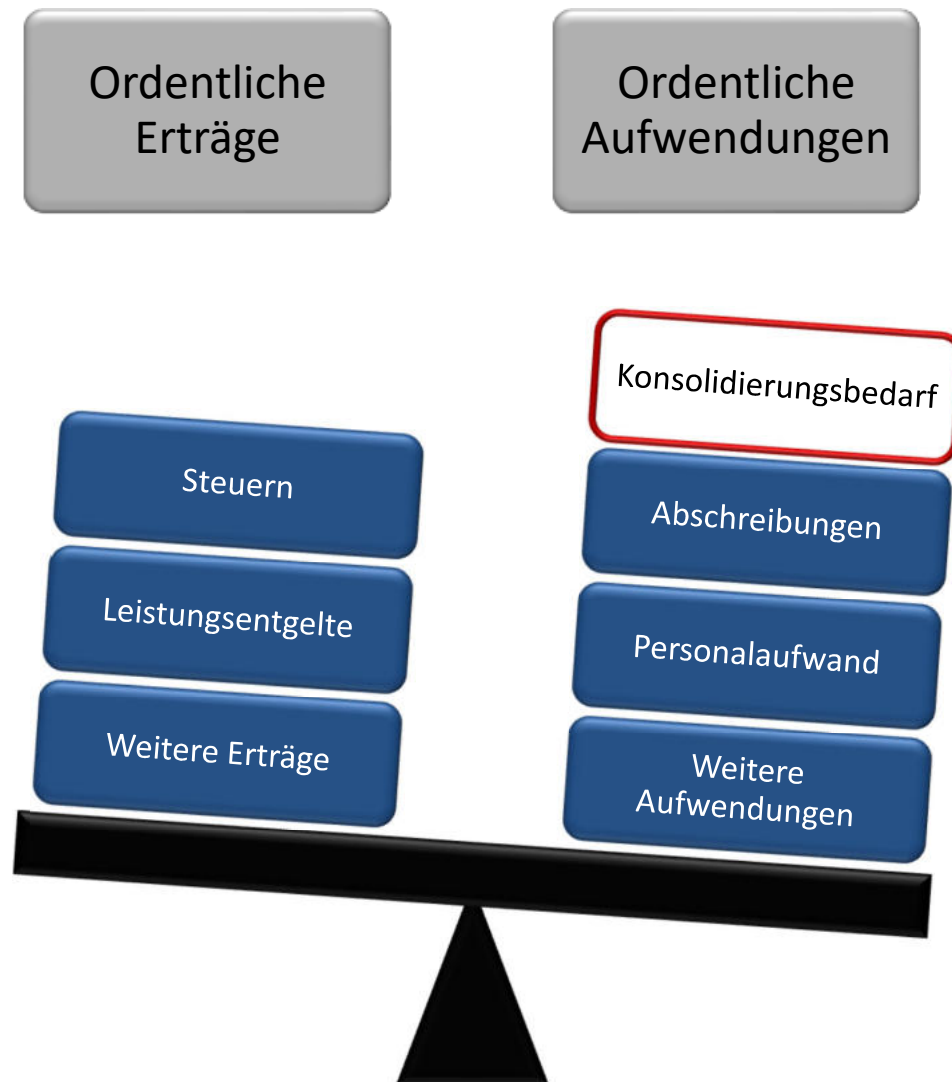 Ordentliche
Erträge
Ordentliche
Aufwendungen
Steuern
Leistungsentgelte
Weitere Erträge
Konsolidierungsbedarf
Abschreibungen
Personalaufwand
Weitere
Aufwendungen